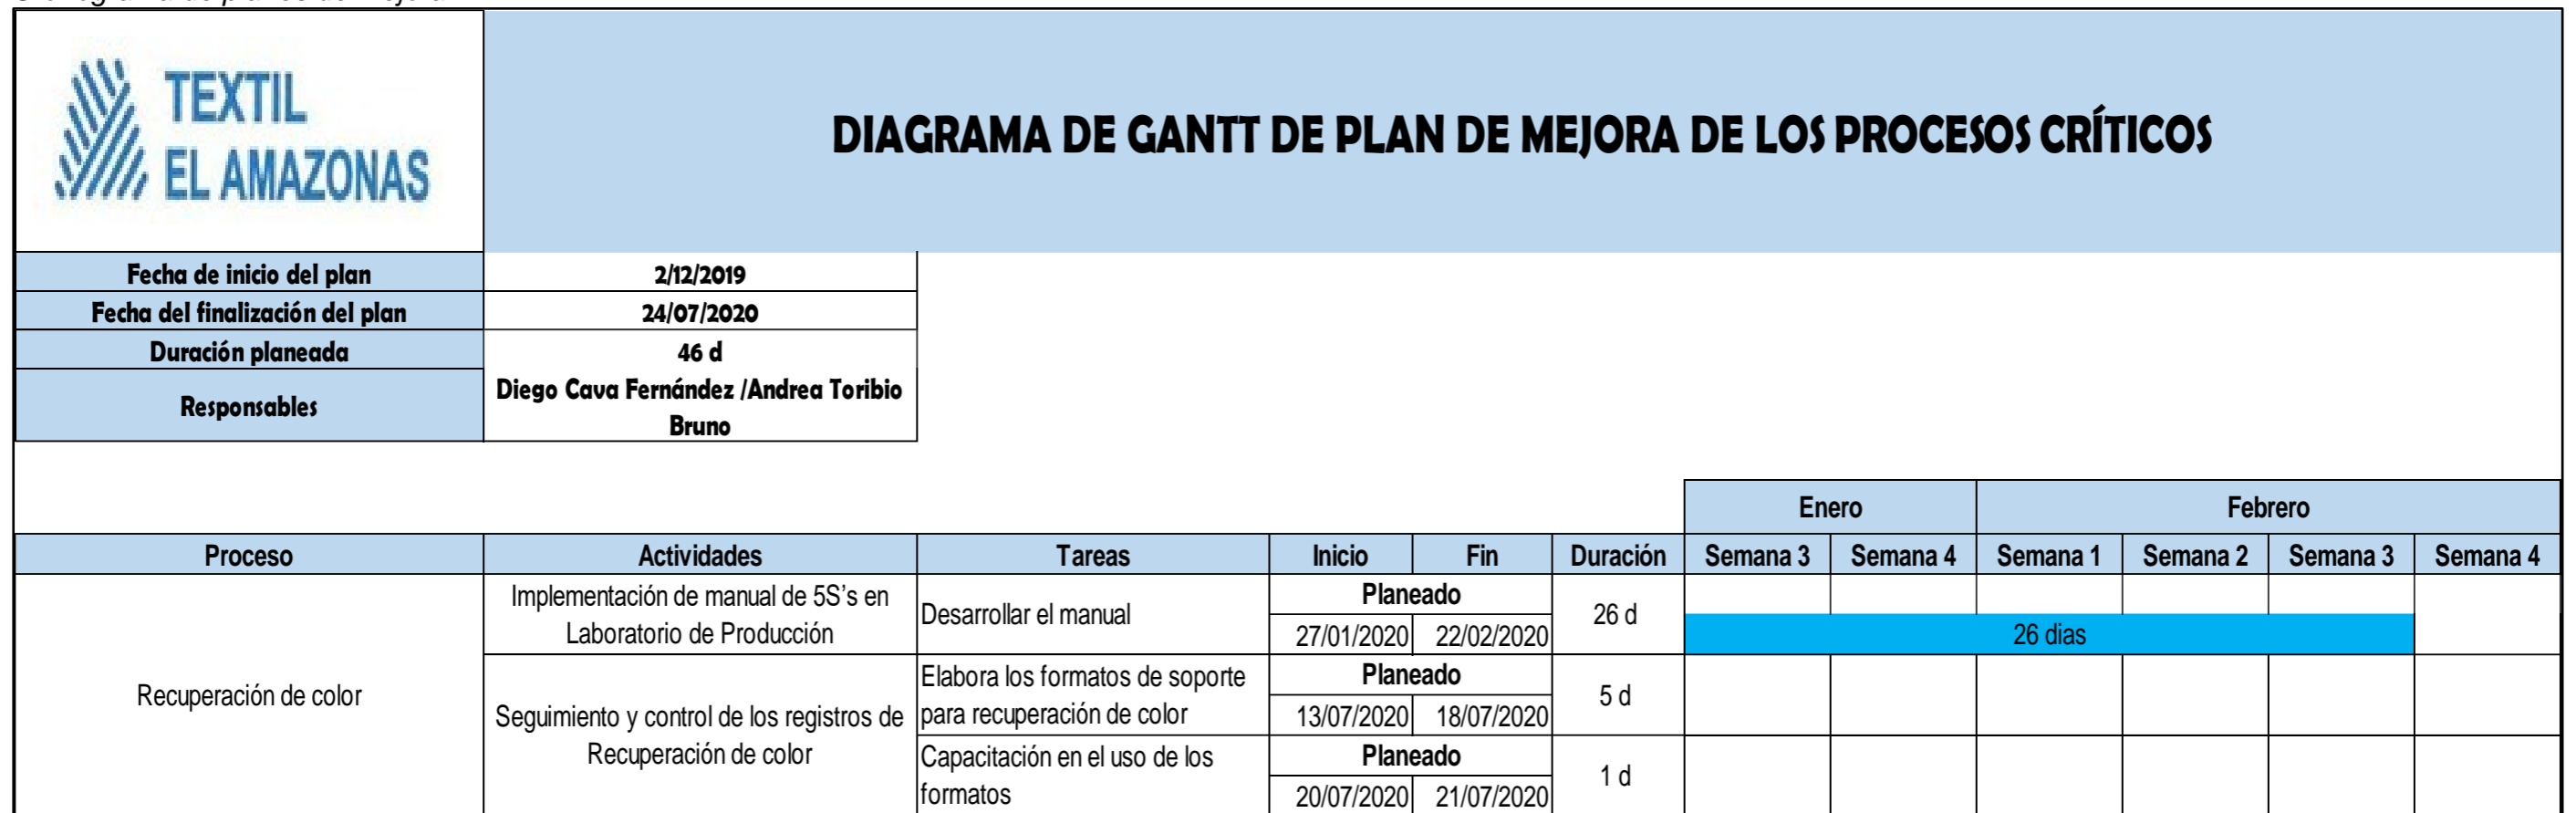 TEXTIL
EL AMAZONAS
DIAGRAMA DE GANTT DE PLAN DE MEJORA DE LOS PROCESOS CRÍTICOS
Fecha de inicio del plan 2/12/2019
Fecha del finalización del plan 24/07/2020
Duración planeada 46 d
Responsables Diego Cava Fernández /Andrea Toribio
Bruno
Enero Febrero
Proceso Actividades Tareas Inicio Fin Duración Semana 3 Semana 4 Semana 1 Semana 2 Semana 3 Semana 4
Recuperación de color
Implementación de manual de 5S's en
Laboratorio de Producción
Desarrollar el manual
Planeado
27/01/2020 22/02/2020
26 d
26 dias
Seguimiento y control de los registros de
Recuperación de color
Elabora los formatos de soporte
para recuperación de color
Planeado
13/07/2020 18/07/2020
5 d
Capacitación en el uso de los
formatos
Planeado
20/07/2020 21/07/2020
1 d